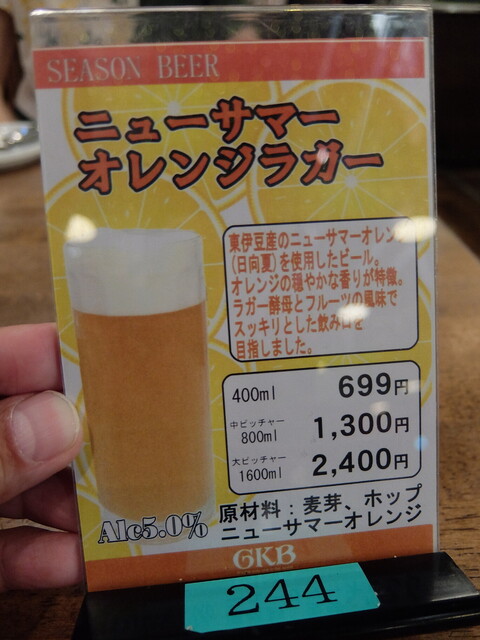 SEASON BEER
ニューサマー
オレンジラガー
東伊豆産のニューサマーオレンジ
(日向夏)を使用したビール。
オレンジの穏やかな香りが特徴。
ラガー酵母とフルーツの風味で
スッキリとした飲み口を
目指しました。
400ml 699円
中ピッチャー
800ml 1,300円
大ピッチャー
1600ml 2,400円
原材料：麦芽、ホップ
ニューサマーオレンジ
Alc5.0%
GKB
244